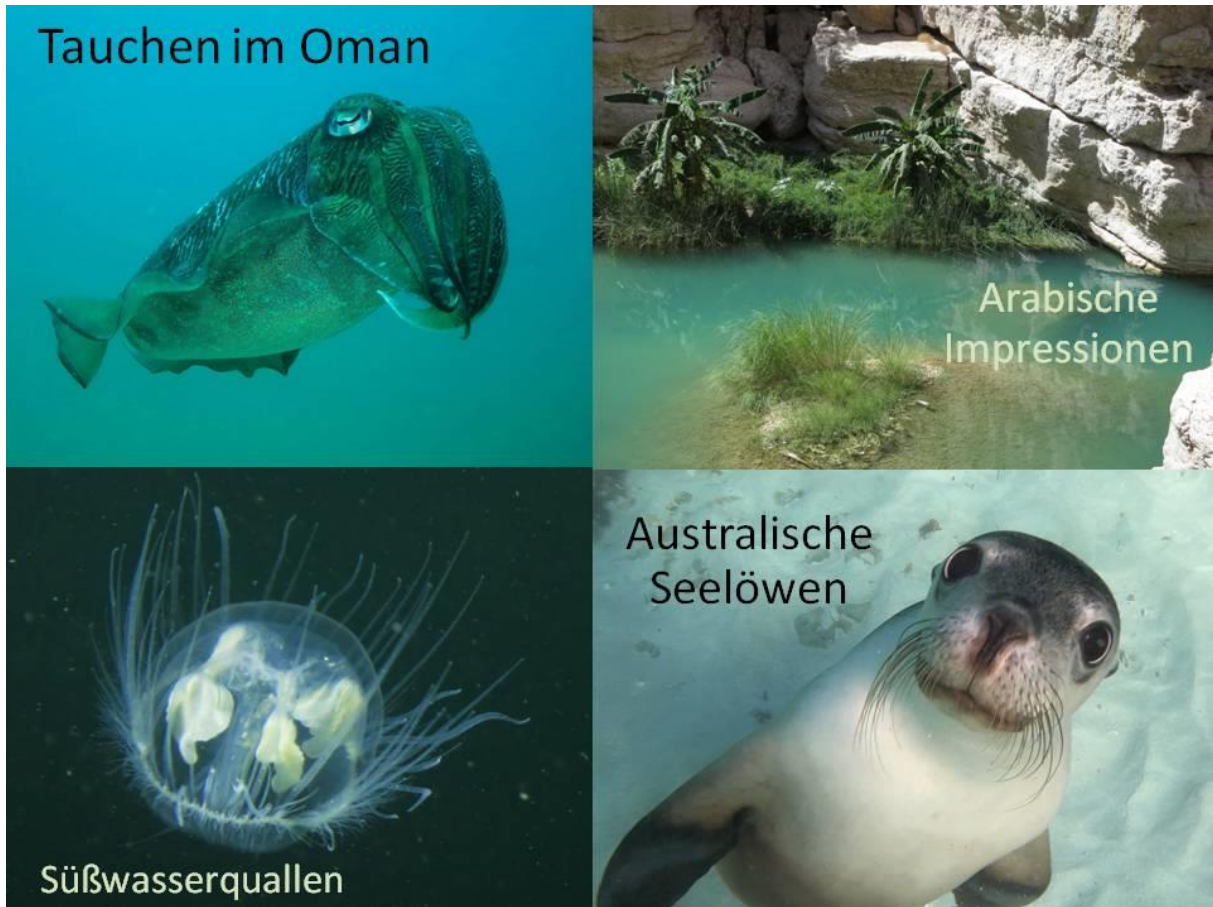 Tauchen im Oman
Arabische
Impressionen
Süßwasserquallen
Australische
Seelöwen